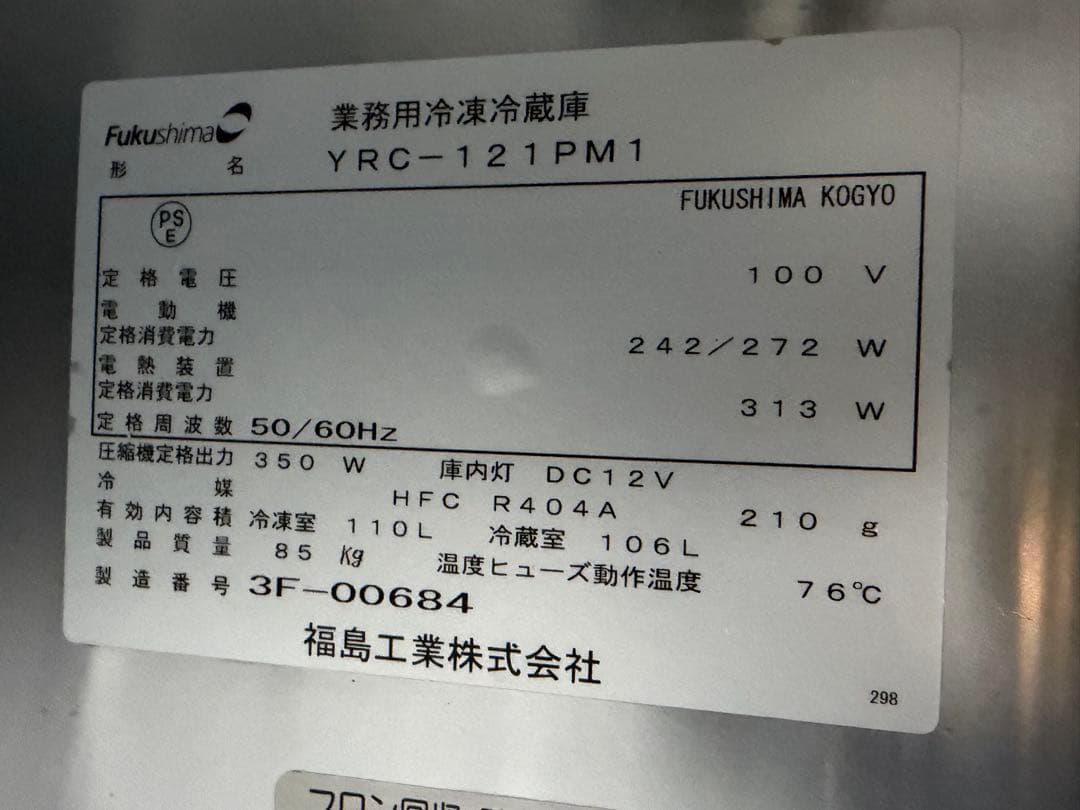 Fukushima
業務用冷凍冷蔵庫
形名 YRC-121PM1
FUKUSHIMA KOGYO
PS
E
定格電圧 100 V
電動機
定格消費電力 242/272 W
電熱装置
定格消費電力 313 W
定格周波数 50/60Hz
圧縮機定格出力 350 W 庫内灯 DC12V
冷媒 HFC R404A 210 g
有効内容積 冷凍室 110L 冷蔵室 106L
製品質量 85 Kg 温度ヒューズ動作温度 76℃
製造番号 3F-00684
福島工業株式会社
298
フロン回収